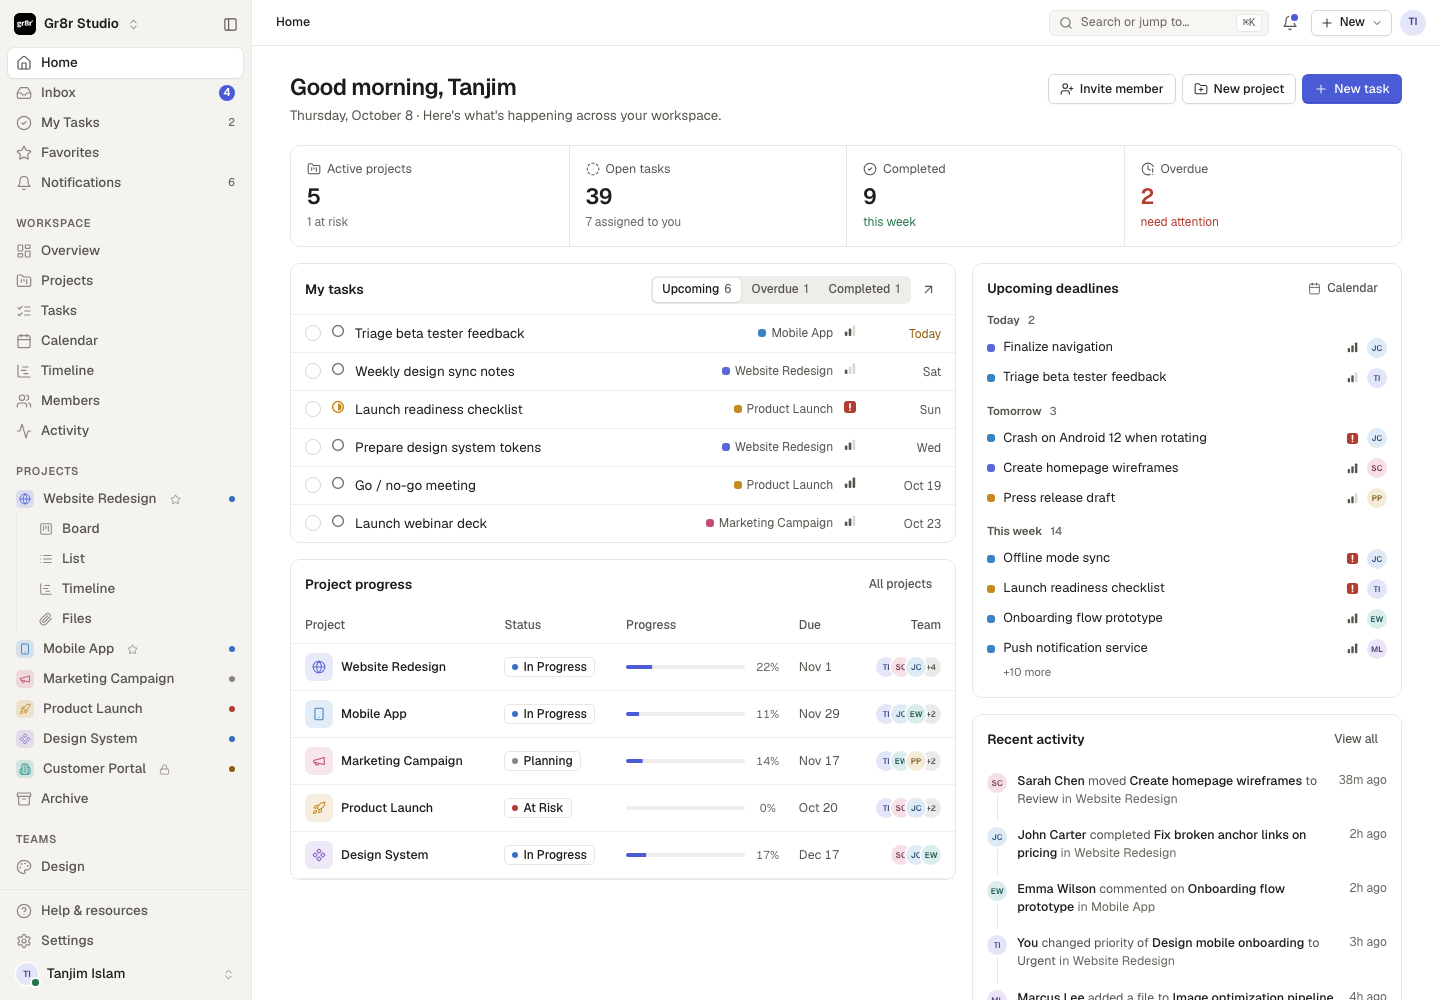 gr8r Gr8r Studio
Home
Inbox 4
My Tasks 2
Favorites
Notifications 6
WORKSPACE
Overview
Projects
Tasks
Calendar
Timeline
Members
Activity
PROJECTS
Website Redesign
Board
List
Timeline
Files
Mobile App
Marketing Campaign
Product Launch
Design System
Customer Portal
Archive
TEAMS
Design
Help & resources
Settings
TI Tanjim Islam
Home
Search or jump to... ⌘K
New
TI
Good morning, Tanjim
Thursday, October 8 · Here's what's happening across your workspace.
Invite member
New project
New task
Active projects
5
1 at risk
Open tasks
39
7 assigned to you
Completed
9
this week
Overdue
2
need attention
My tasks
Upcoming 6 Overdue 1 Completed 1
Triage beta tester feedback Mobile App Today
Weekly design sync notes Website Redesign Sat
Launch readiness checklist Product Launch Sun
Prepare design system tokens Website Redesign Wed
Go / no-go meeting Product Launch Oct 19
Launch webinar deck Marketing Campaign Oct 23
Project progress All projects
Project Status Progress Due Team
Website Redesign In Progress 22% Nov 1 TI SC JC +4
Mobile App In Progress 11% Nov 29 TI JC EW +2
Marketing Campaign Planning 14% Nov 17 TI EW PP +2
Product Launch At Risk 0% Oct 20 TI SC JC +2
Design System In Progress 17% Dec 17 SC JC EW
Upcoming deadlines Calendar
Today 2
Finalize navigation JC
Triage beta tester feedback TI
Tomorrow 3
Crash on Android 12 when rotating JC
Create homepage wireframes SC
Press release draft PP
This week 14
Offline mode sync JC
Launch readiness checklist TI
Onboarding flow prototype EW
Push notification service ML
+10 more
Recent activity View all
SC Sarah Chen moved Create homepage wireframes to 38m ago
Review in Website Redesign
JC John Carter completed Fix broken anchor links on 2h ago
pricing in Website Redesign
EW Emma Wilson commented on Onboarding flow 2h ago
prototype in Mobile App
TI You changed priority of Design mobile onboarding to 3h ago
Urgent in Website Redesign
ML Marcus Lee added a file to Image optimization pipeline 4h ago